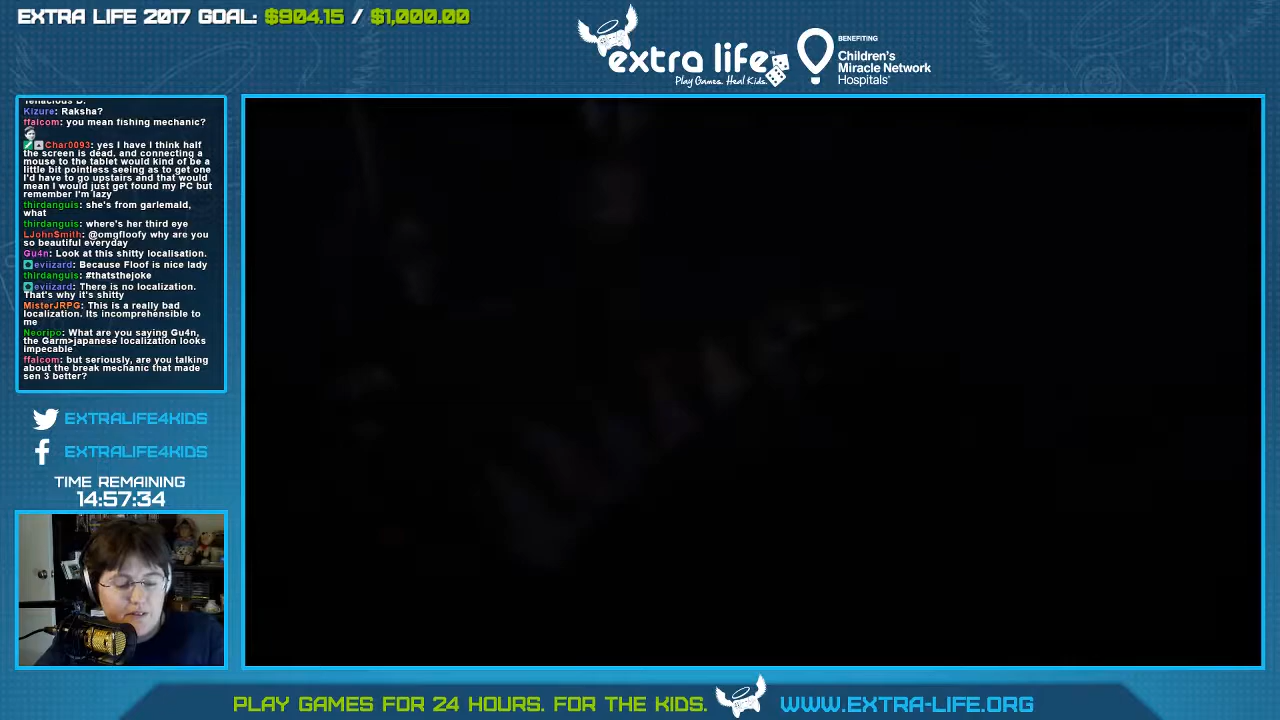 EXTRA LIFE 2017 GOAL: $904.15 / $1,000.00
extra life
Play Games. Heal Kids.
BENEFITING
Children's
Miracle Network
Hospitals
Tenacious D.
Kizure: Raksha?
ffalcom: you mean fishing mechanic?
Char0093: yes I have I think half
the screen is dead. and connecting a
mouse to the tablet would kind of be a
little bit pointless seeing as to get one
I'd have to go upstairs and that would
mean I would just get found my PC but
remember I'm lazy
thirdanguis: she's from garlemald,
what
thirdanguis: where's her third eye
LJohnSmith: @omgfloofy why are you
so beautiful everyday
Gu4n: Look at this shitty localisation.
eviizard: Because Floof is nice lady
thirdanguis: #thatsthejoke
eviizard: There is no localization.
That's why it's shitty
MisterJRPG: This is a really bad
localization. Its incomprehensible to
me
Neoripo: What are you saying Gu4n,
the Garm>japanese localization looks
impecable
ffalcom: but seriously, are you talking
about the break mechanic that made
sen 3 better?
EXTRALIFE4KIDS
EXTRALIFE4KIDS
TIME REMAINING
14:57:34
PLAY GAMES FOR 24 HOURS. FOR THE KIDS.
WWW.EXTRA-LIFE.ORG